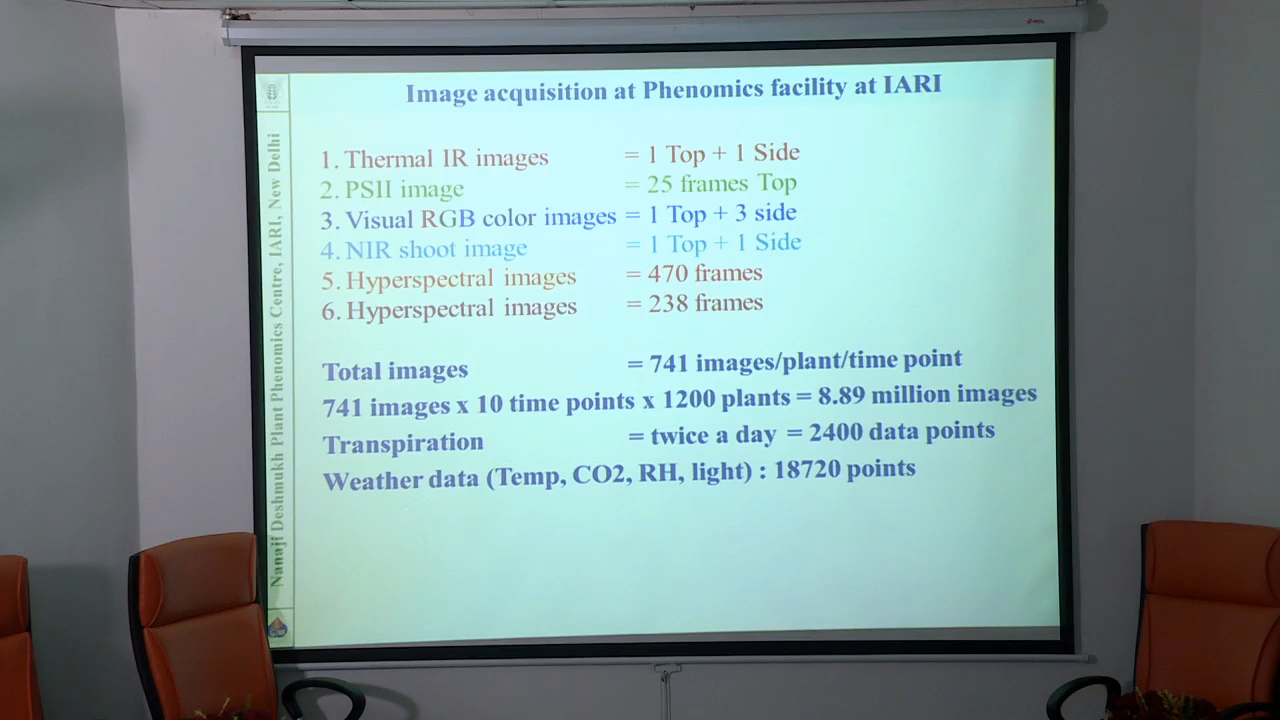 Image acquisition at Phenomics facility at IARI
1. Thermal IR images = 1 Top + 1 Side
2. PSII image = 25 frames Top
3. Visual RGB color images = 1 Top + 3 side
4. NIR shoot image = 1 Top + 1 Side
5. Hyperspectral images = 470 frames
6. Hyperspectral images = 238 frames
Total images = 741 images/plant/time point
741 images x 10 time points x 1200 plants = 8.89 million images
Transpiration = twice a day = 2400 data points
Weather data (Temp, CO2, RH, light) : 18720 points
Nanaji Deshmukh Plant Phenomics Centre, IARI, New Delhi